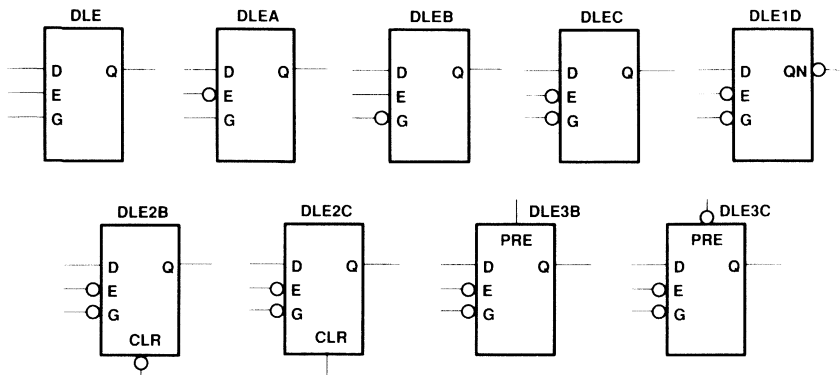 DLE DLEA DLEB DLEC DLE1D
D Q D Q D Q D Q D QN
E E E E E
G G G G G
DLE2B DLE2C DLE3B DLE3C
PRE PRE
D Q D Q D Q D Q
E E E E
G G G G
CLR CLR